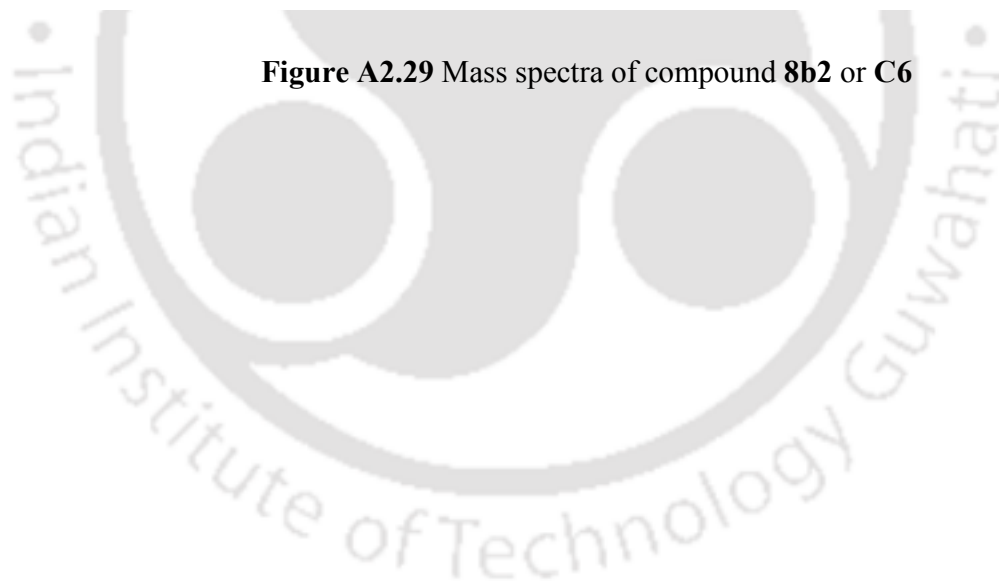 Figure A2.29 Mass spectra of compound 8b2 or C6
• Indian Institute of Technology Guwahati •